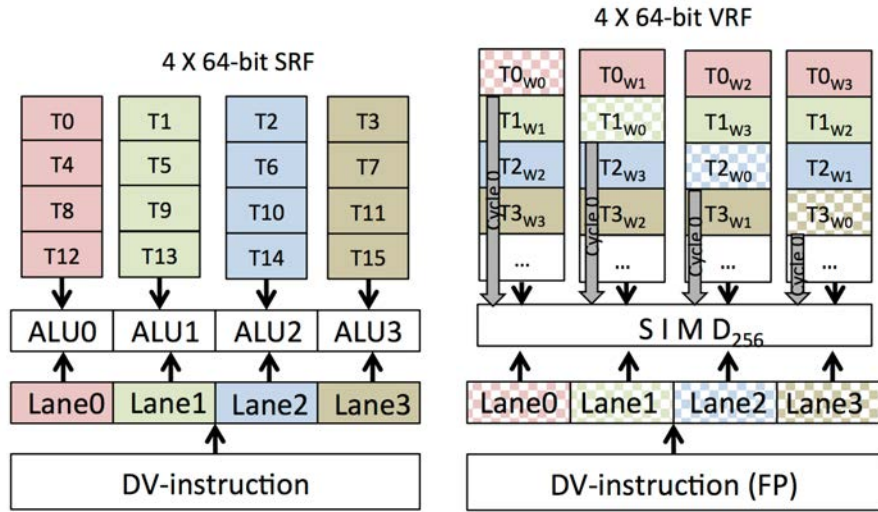 4 X 64-bit SRF
T0 T1 T2 T3
T4 T5 T6 T7
T8 T9 T10 T11
T12 T13 T14 T15
ALU0 ALU1 ALU2 ALU3
Lane0 Lane1 Lane2 Lane3
DV-instruction
4 X 64-bit VRF
T0W0 T0W1 T0W2 T0W3
T1W1 T1W0 T1W3 T1W2
T2W2 T2W3 T2W0 T2W1
T3W3 T3W2 T3W1 T3W0
... ... ... ...
Cycle 0 Cycle 0 Cycle 0 Cycle 0
S I M D256
Lane0 Lane1 Lane2 Lane3
DV-instruction (FP)